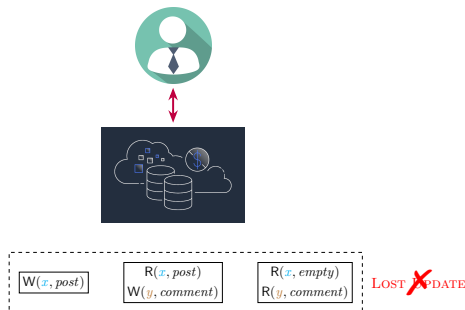 W(x, post)
R(x, post)
W(y, comment)
R(x, empty)
R(y, comment)
LOST UPDATE